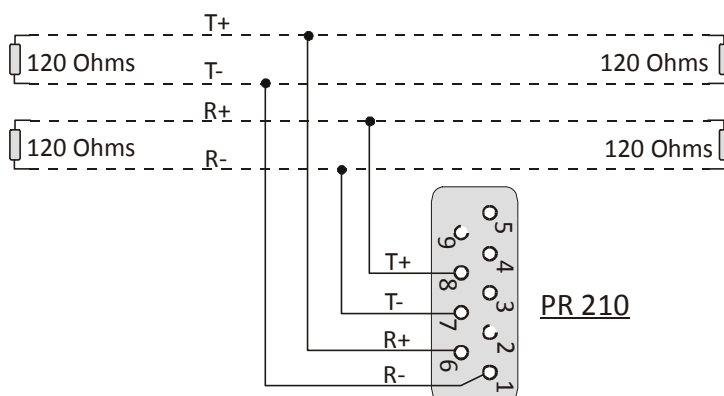 T+
120 Ohms 120 Ohms
T-
R+
120 Ohms 120 Ohms
R-
5
9
T+ 4
8
T- 3 PR 210
7
R+ 2
6
R- 1